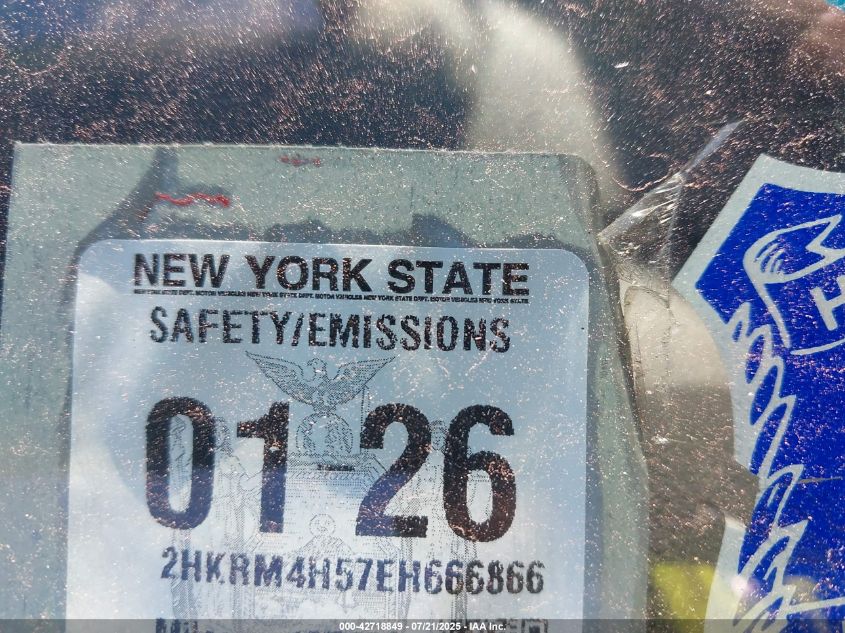 NEW YORK STATE
SAFETY/EMISSIONS
01-26
2HKRM4H57EH666866
000-42718849 - 07/21/2025 - IAA Inc.